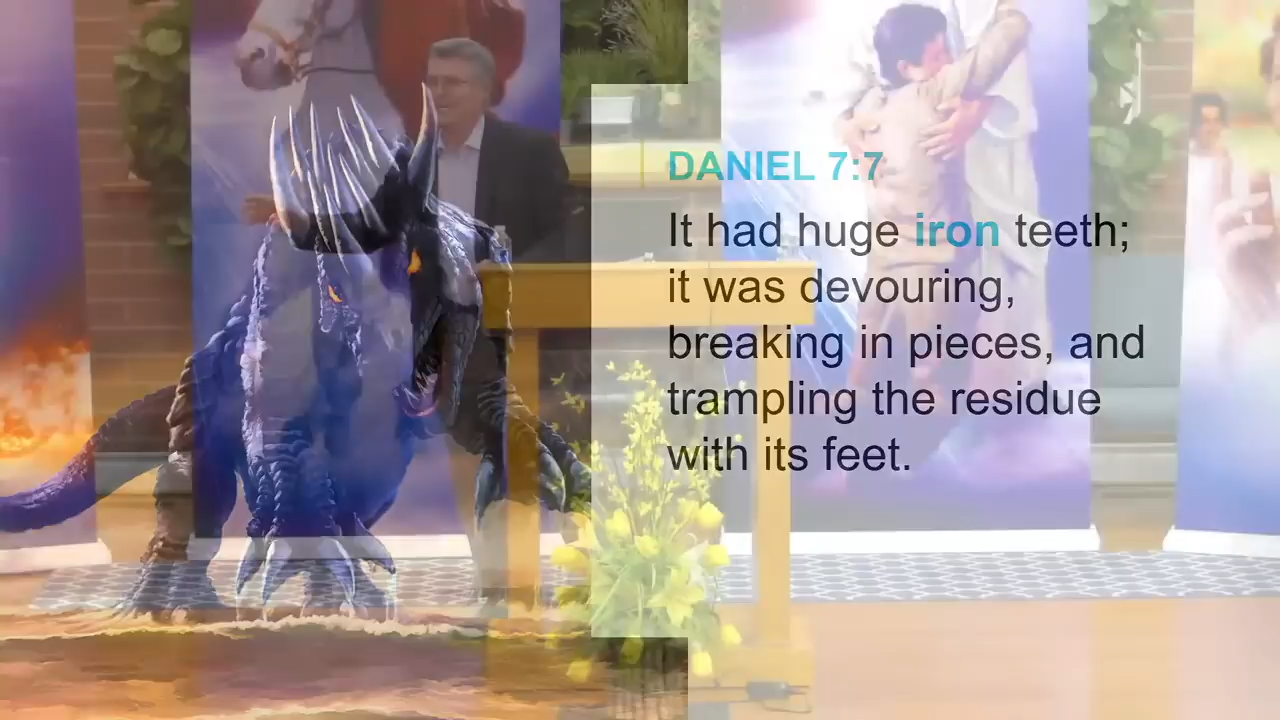 DANIEL 7:7
It had huge iron teeth;
it was devouring,
breaking in pieces, and
trampling the residue
with its feet.